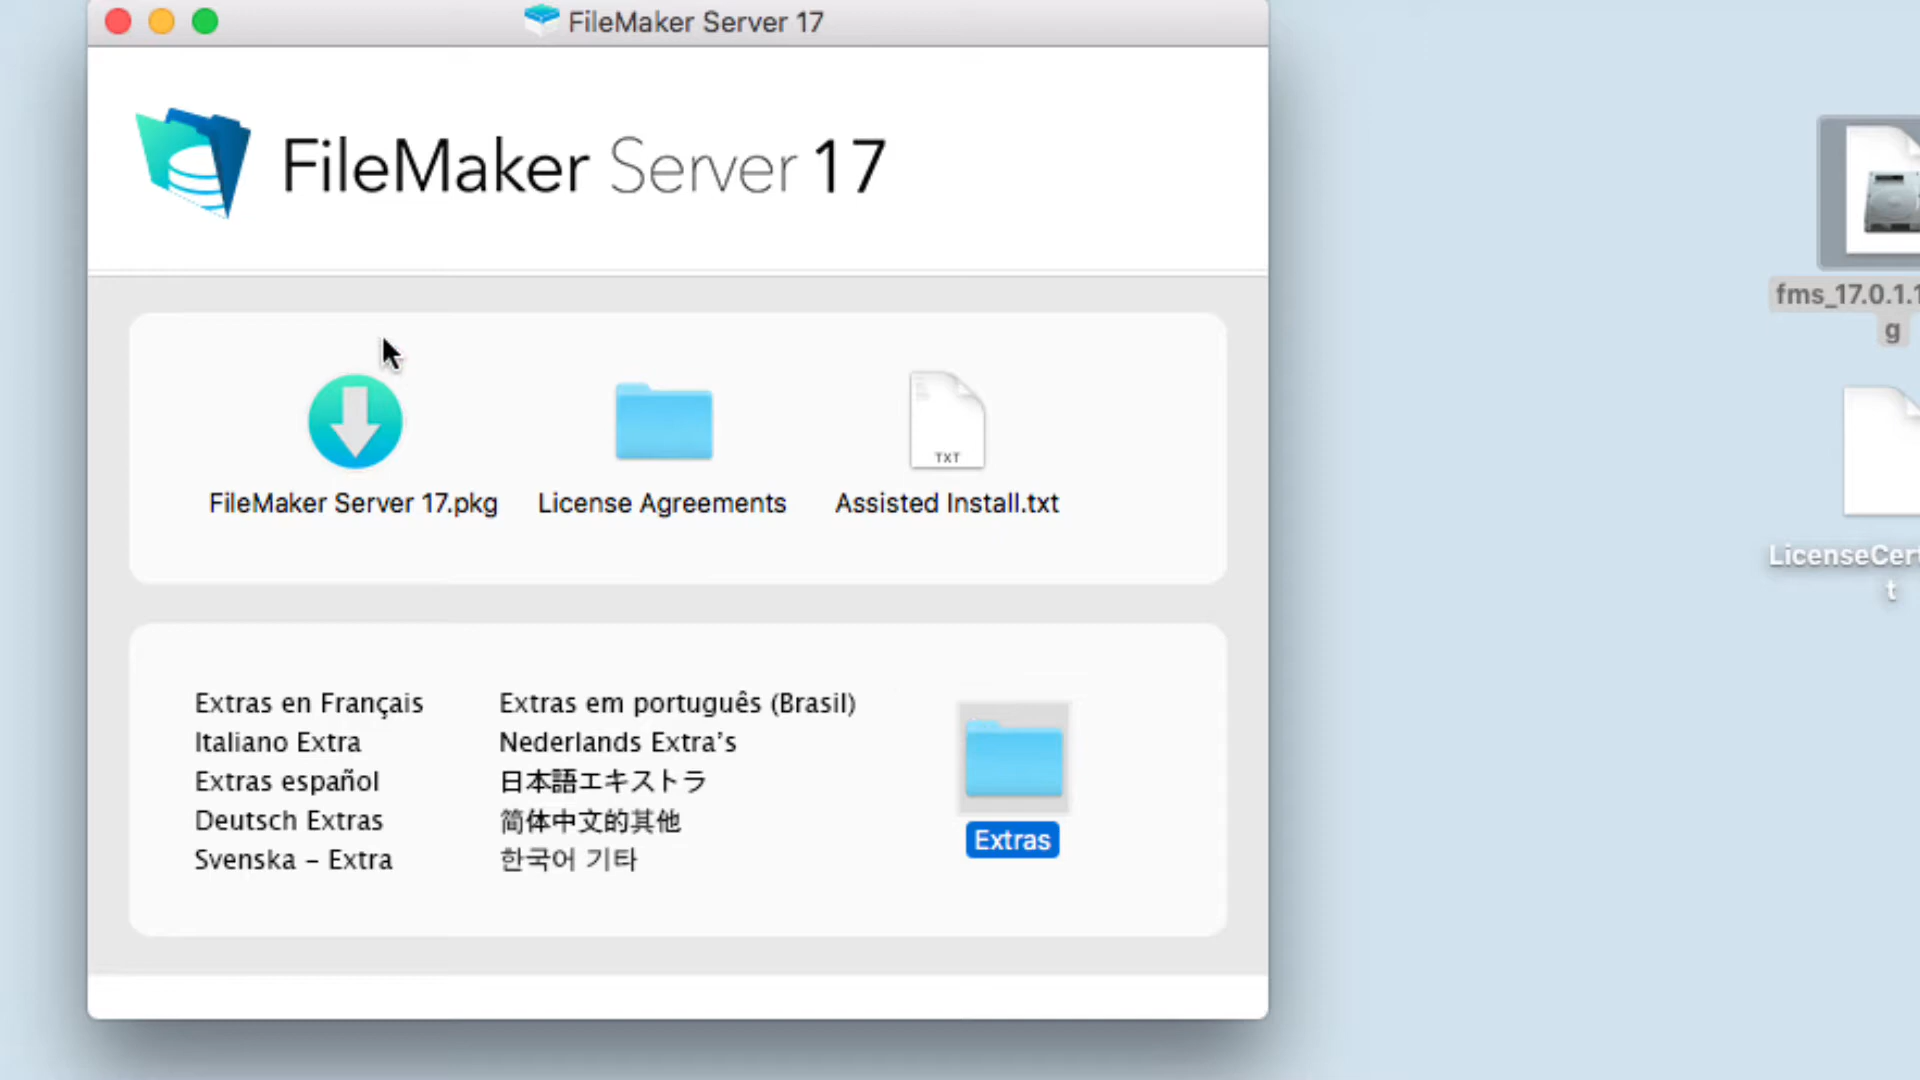 FileMaker Server 17
FileMaker Server 17
fms_17.0.1.1
g
TXT
FileMaker Server 17.pkg
License Agreements
Assisted Install.txt
LicenseCert
t
Extras en Français
Italiano Extra
Extras español
Deutsch Extras
Svenska – Extra
Extras em português (Brasil)
Nederlands Extra’s
日本語エキストラ
简体中文的其他
한국어 기타
Extras